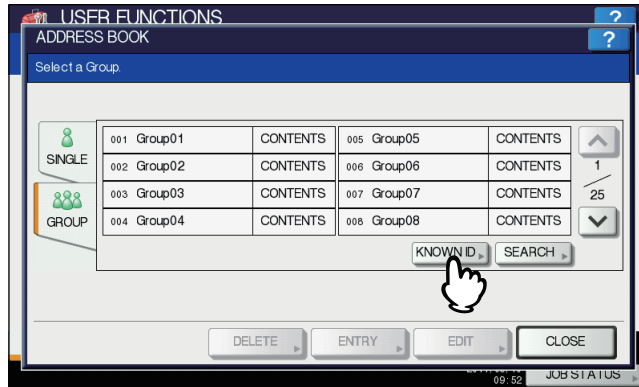 USER FUNCTIONS ?
ADDRESS BOOK ?
Select a Group.
SINGLE
GROUP
001 Group01 CONTENTS 005 Group05 CONTENTS
002 Group02 CONTENTS 006 Group06 CONTENTS
003 Group03 CONTENTS 007 Group07 CONTENTS
004 Group04 CONTENTS 008 Group08 CONTENTS
1
25
KNOWN ID SEARCH
DELETE ENTRY EDIT CLOSE
09:52 JOB STATUS